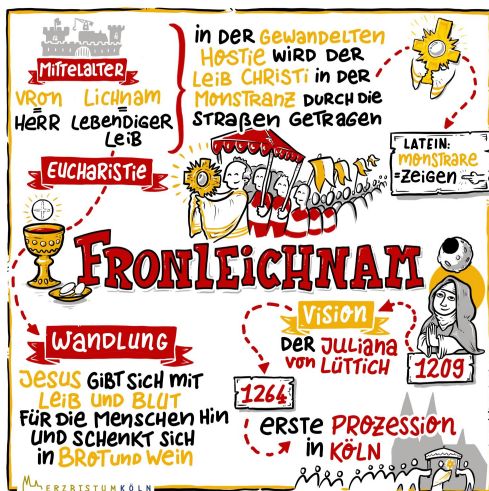 MITTELALTER
VRON LICHNAM
= =
HERR LEBENDIGER
LEIB
IN DER GEWANDELTEN
HOSTIE WIRD DER
LEIB CHRISTI IN DER
MONSTRANZ DURCH DIE
STRAßEN GETRAGEN
LATEIN:
MONSTRARE
=ZEIGEN
EUCHARISTIE
FRONLEICHNAM
WANDLUNG
JESUS GIBT SICH MIT
LEIB UND BLUT
FÜR DIE MENSCHEN HIN
UND SCHENKT SICH
IN BROT UND WEIN
VISION
DER JULIANA
VON LÜTTICH
1209
1264
ERSTE PROZESSION
IN KÖLN
ERZBISTUMKÖLN